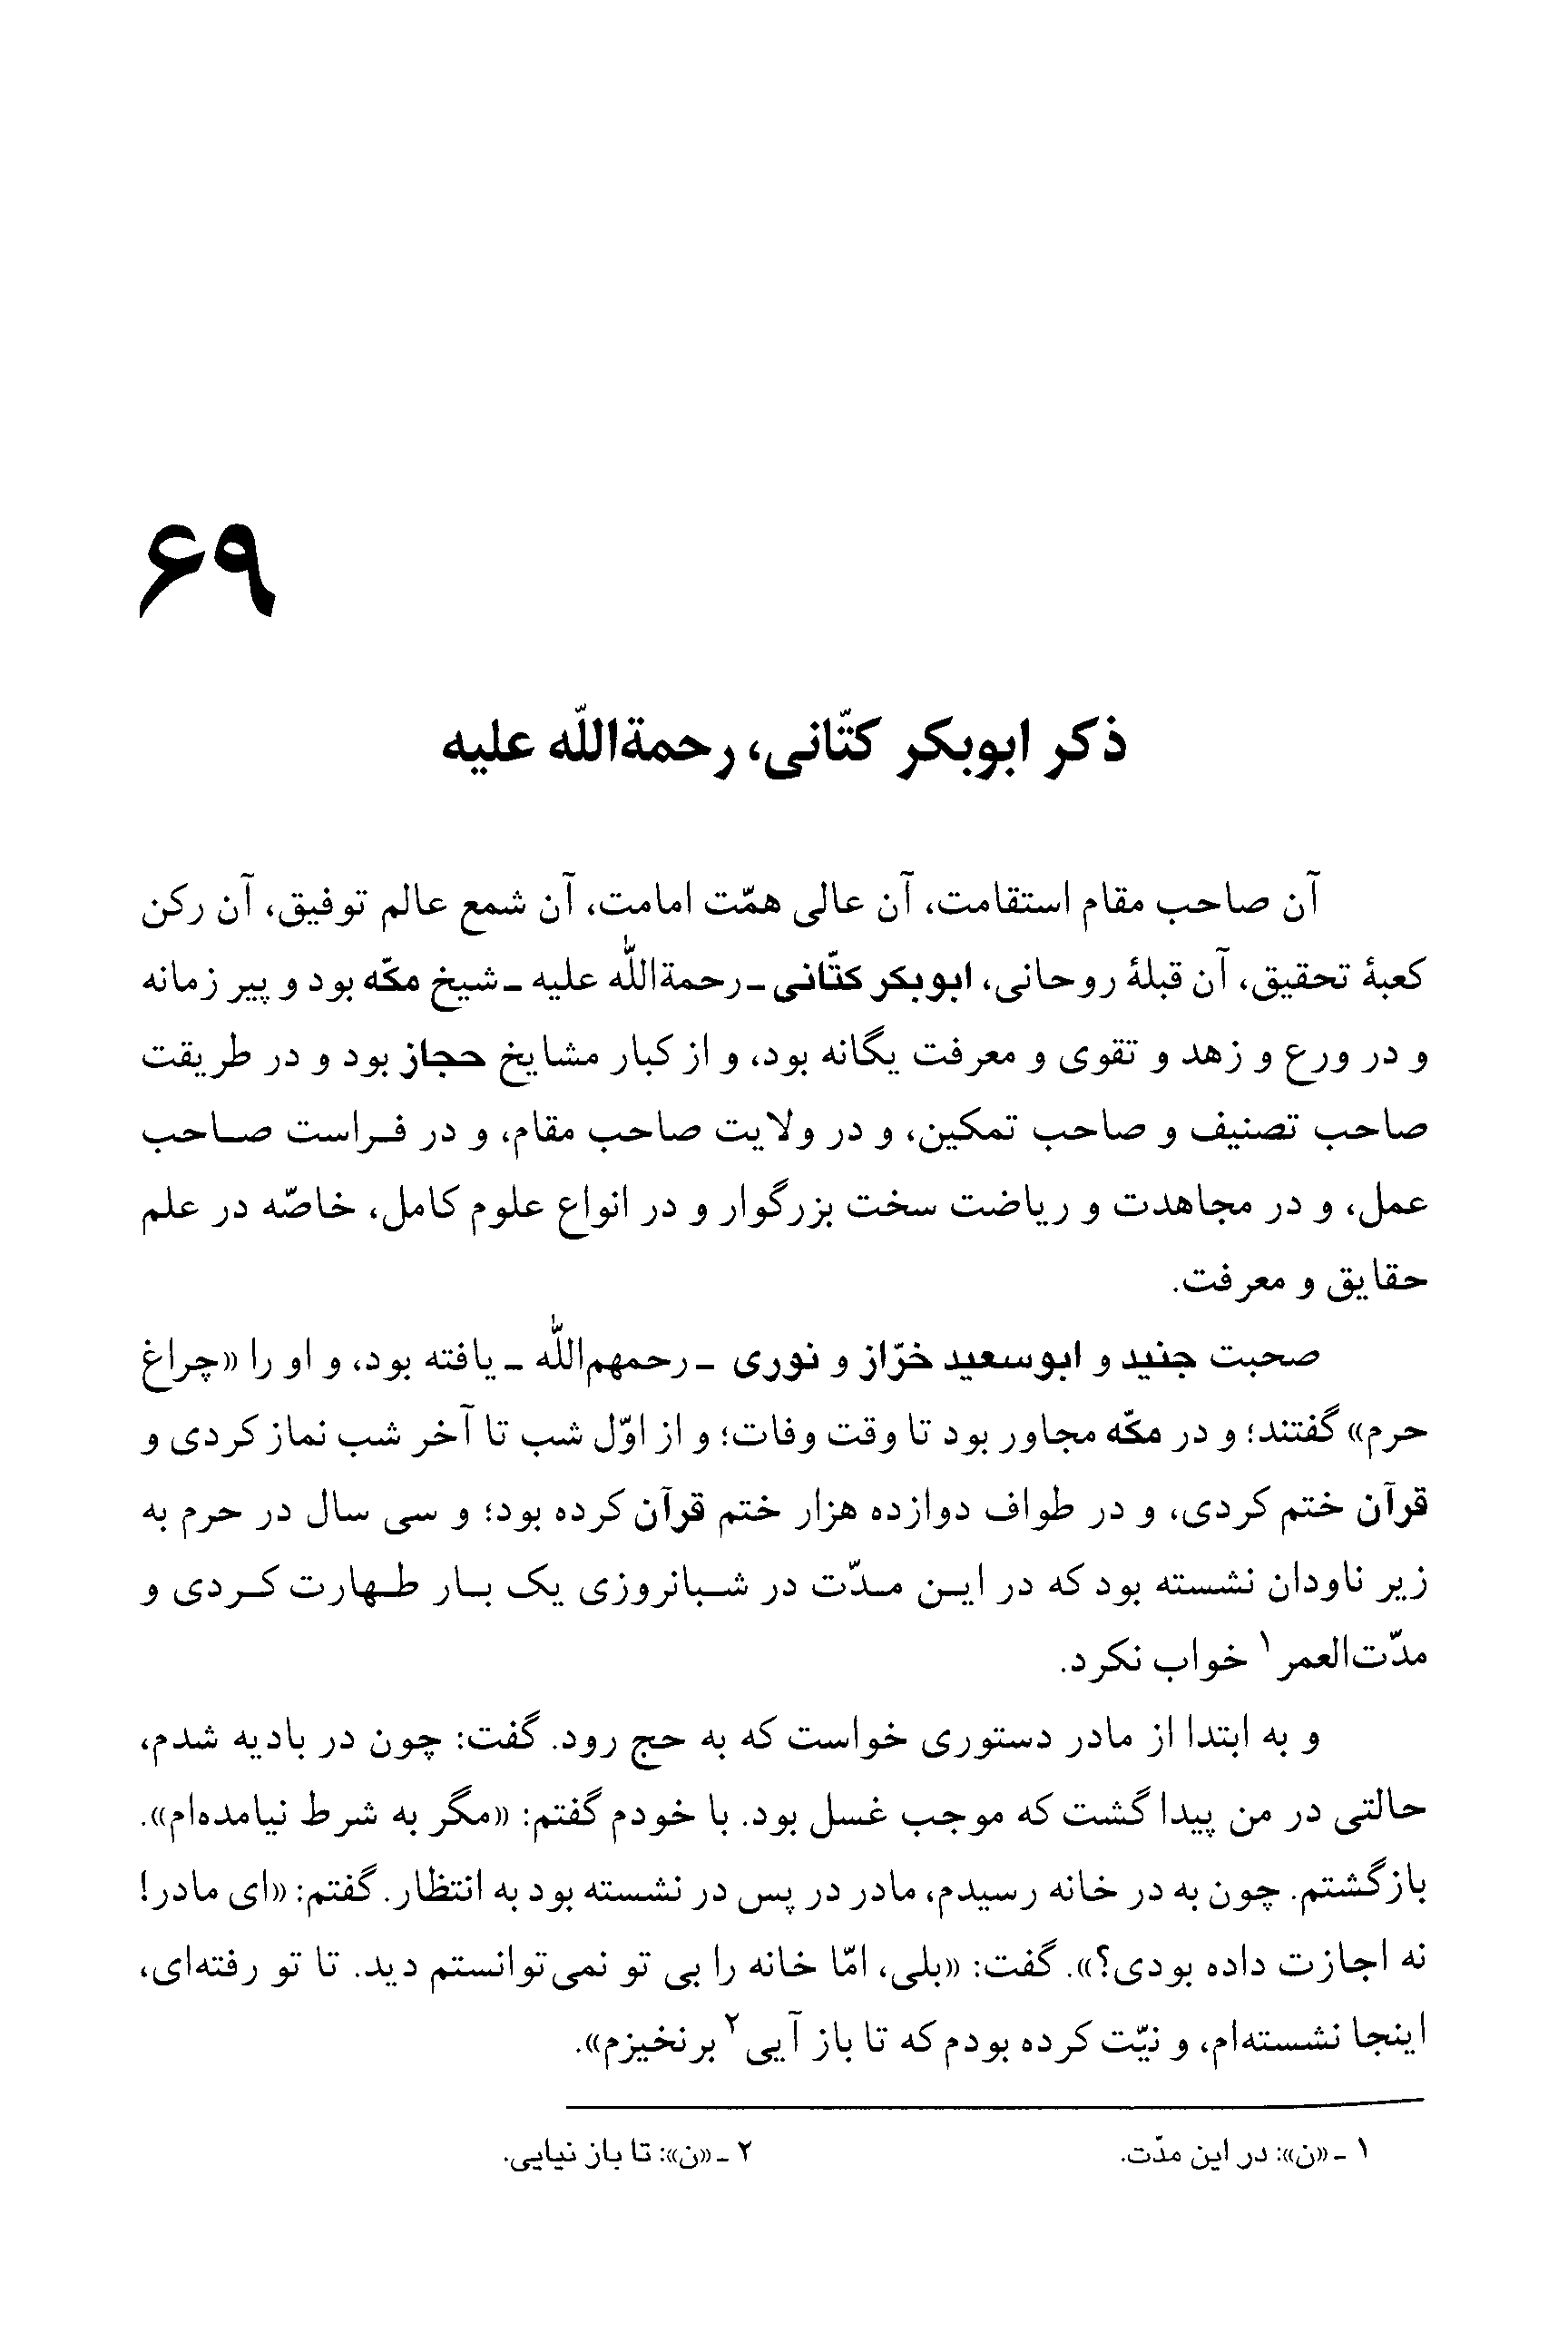 ۶۹
ذکر ابوبکر کتّانی، رحمةاللّه علیه
آن صاحب مقام استقامت، آن عالی همّت امامت، آن شمع عالم توفیق، آن رکن
کعبهٔ تحقیق، آن قبلهٔ روحانی، ابوبکر کتّانی ـ رحمةاللّه علیه ـ شیخ مکّه بود و پیر زمانه
و در ورع و زهد و تقوی و معرفت یگانه بود، و از کبار مشایخ حجاز بود و در طریقت
صاحب تصنیف و صاحب تمکین، و در ولایت صاحب مقام، و در فراست صاحب
عمل، و در مجاهدت و ریاضت سخت بزرگوار و در انواع علوم کامل، خاصّه در علم
حقایق و معرفت.
صحبت جنید و ابوسعید خرّاز و نوری ـ رحمهم‌اللّه ـ یافته بود، و او را «چراغ
حرم» گفتند؛ و در مکّه مجاور بود تا وقت وفات؛ و از اوّل شب تا آخر شب نماز کردی و
قرآن ختم کردی، و در طواف دوازده هزار ختم قرآن کرده بود؛ و سی سال در حرم به
زیر ناودان نشسته بود که در این مدّت در شبانروزی یک بار طهارت کردی و
مدّت‌العمر۱ خواب نکرد.
و به ابتدا از مادر دستوری خواست که به حج رود. گفت: چون در بادیه شدم،
حالتی در من پیدا گشت که موجب غسل بود. با خودم گفتم: «مگر به شرط نیامده‌ام».
بازگشتم. چون به در خانه رسیدم، مادر در پس در نشسته بود به انتظار. گفتم: «ای مادر!
نه اجازت داده بودی؟». گفت: «بلی، امّا خانه را بی تو نمی‌توانستم دید. تا تو رفته‌ای،
اینجا نشسته‌ام، و نیّت کرده بودم که تا باز آیی۲ برنخیزم».
۱ ـ «ن»: در این مدّت.
۲ ـ «ن»: تا باز نیایی.